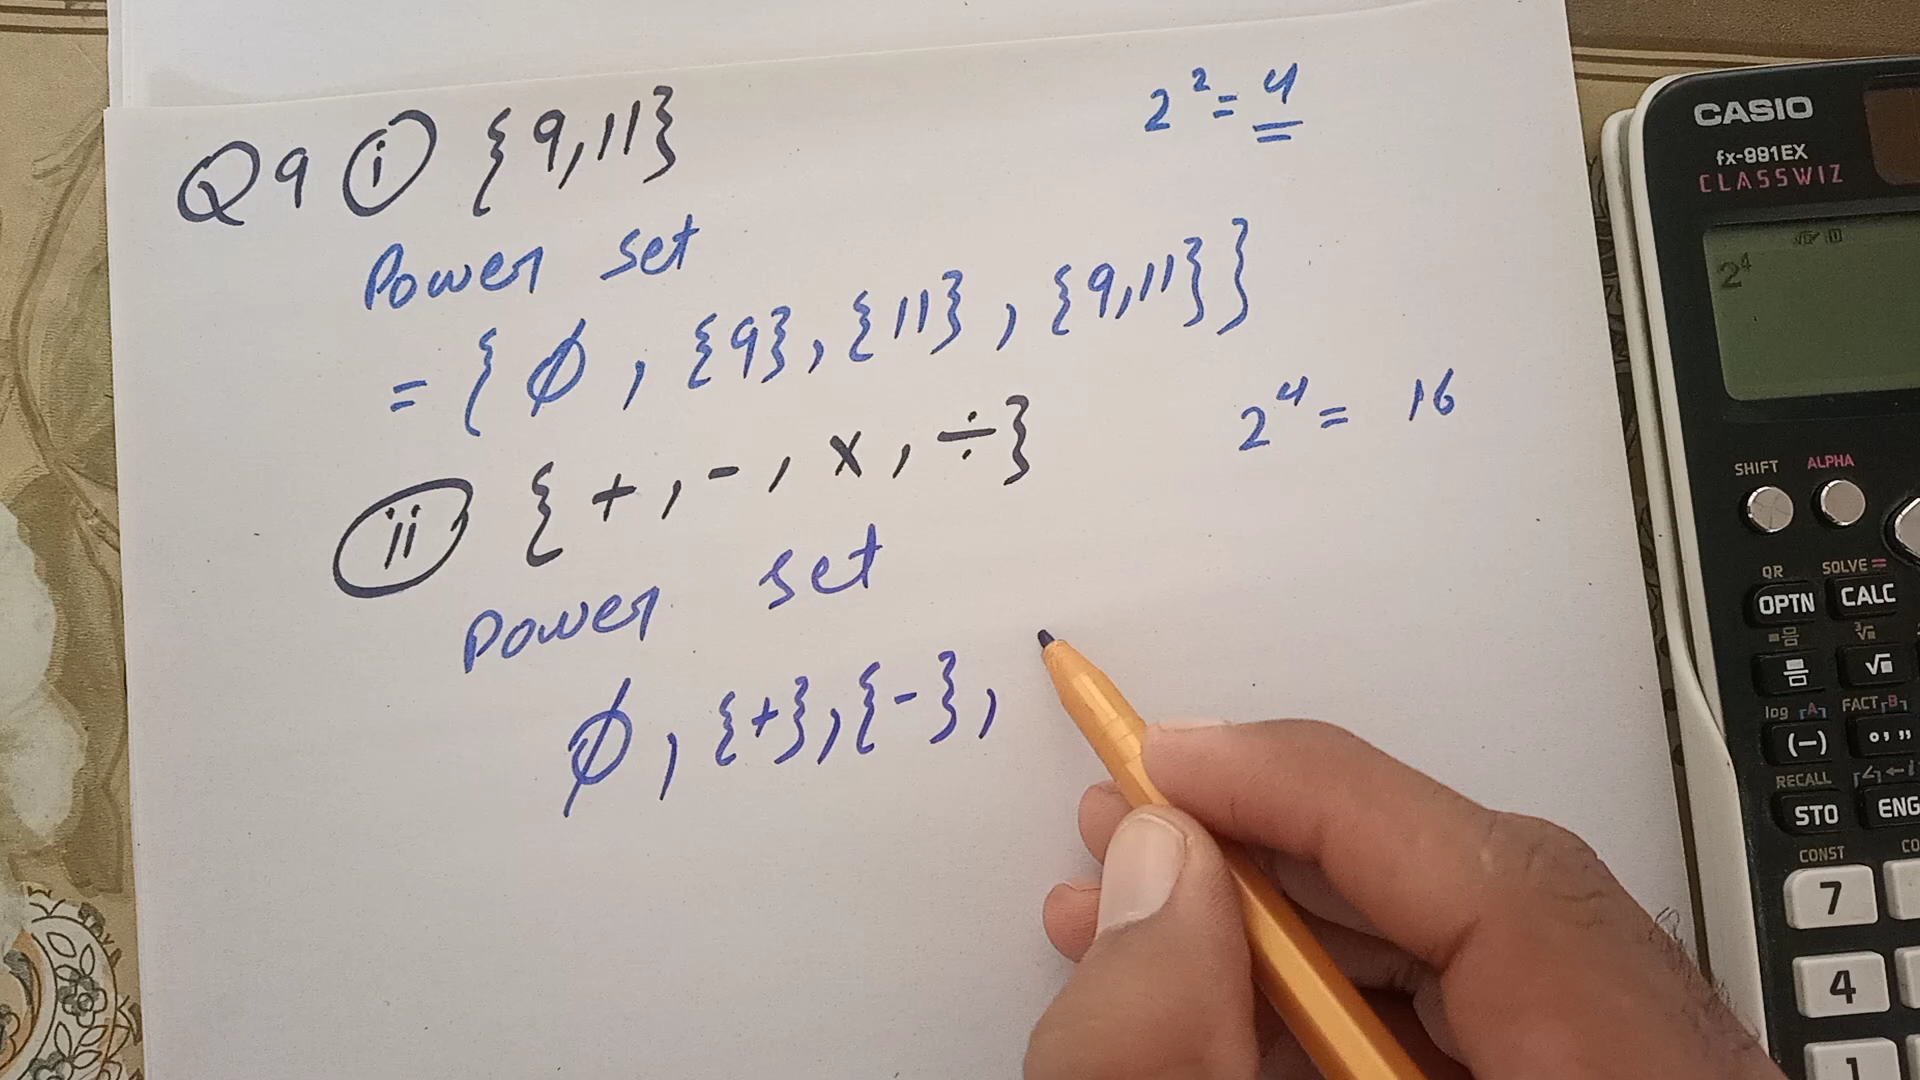 Q9 (i) {9,11}
2² = 4
Power set
= { ∅ , {9}, {11} , {9,11} }
(ii) { + , - , × , ÷ }
2⁴ = 16
Power set
∅ , {+}, {-} ,
CASIO
fx-991EX
CLASSWIZ
2⁴
SHIFT ALPHA
QR SOLVE =
OPTN CALC
√
log FACT B
(−) ° ’ ”
RECALL
STO ENG
CONST CO
7
4
1